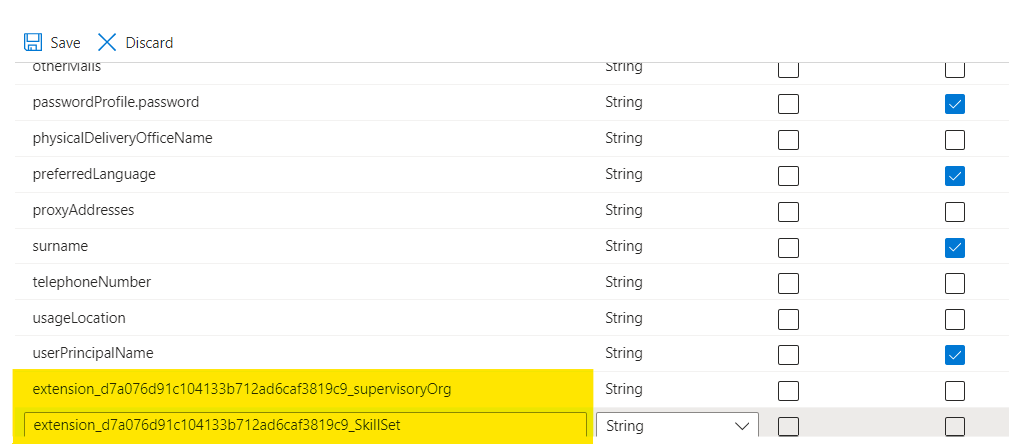 Save Discard
otherMails String
passwordProfile.password String
physicalDeliveryOfficeName String
preferredLanguage String
proxyAddresses String
surname String
telephoneNumber String
usageLocation String
userPrincipalName String
extension_d7a076d91c104133b712ad6caf3819c9_supervisoryOrg String
extension_d7a076d91c104133b712ad6caf3819c9_SkillSet String